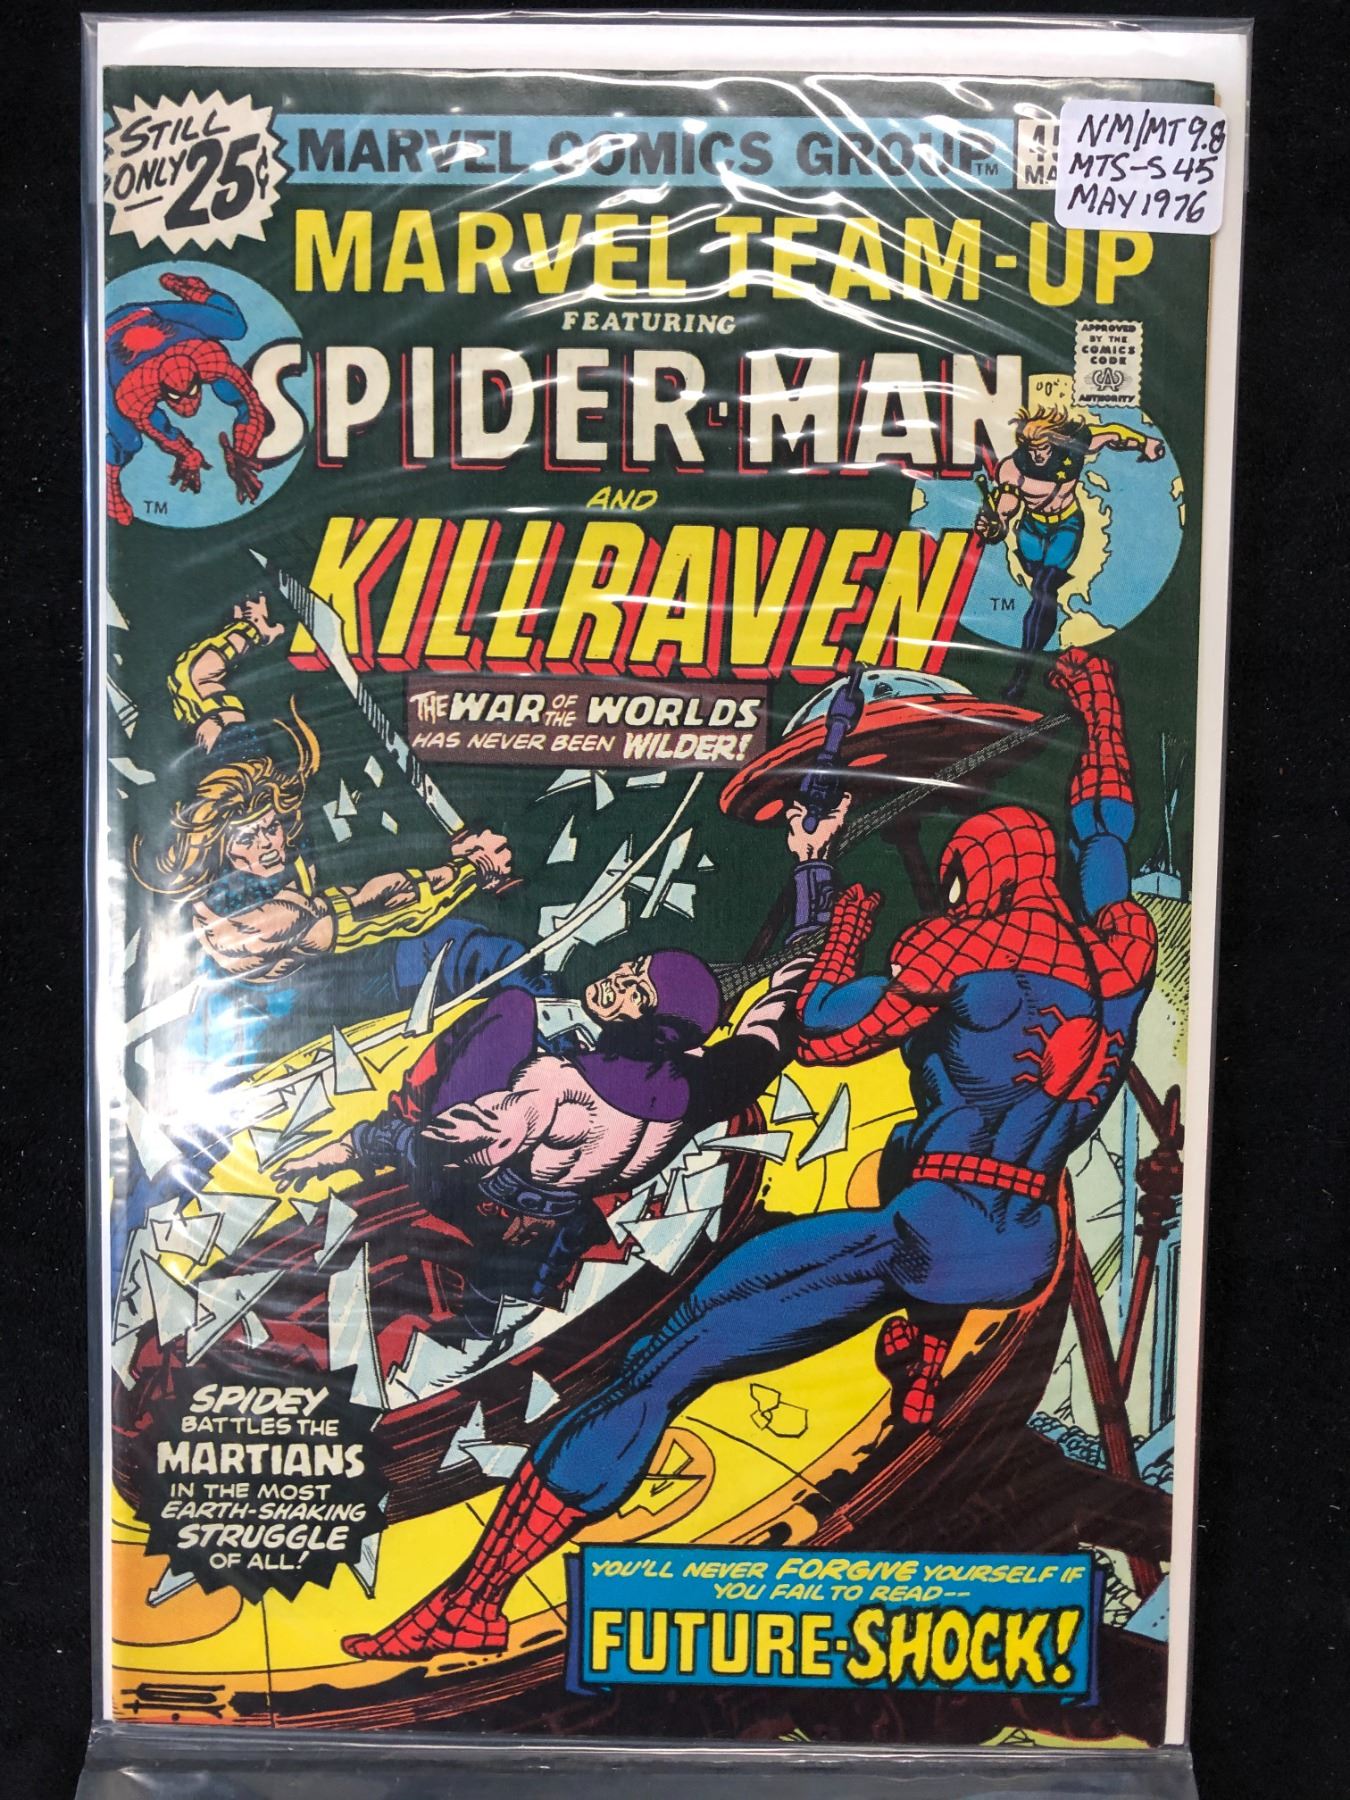 STILL
ONLY 25¢
MARVEL COMICS GROUP TM
NM/MT 9.8
MTS-S 45
MAY 1976
MARVEL TEAM-UP
FEATURING
SPIDER-MAN
APPROVED
BY THE
COMICS
CODE
AUTHORITY
TM
AND
KILLRAVEN
TM
THE WAR OF THE WORLDS
HAS NEVER BEEN WILDER!
SPIDEY
BATTLES THE
MARTIANS
IN THE MOST
EARTH-SHAKING
STRUGGLE
OF ALL!
YOU'LL NEVER FORGIVE YOURSELF IF
YOU FAIL TO READ--
FUTURE-SHOCK!